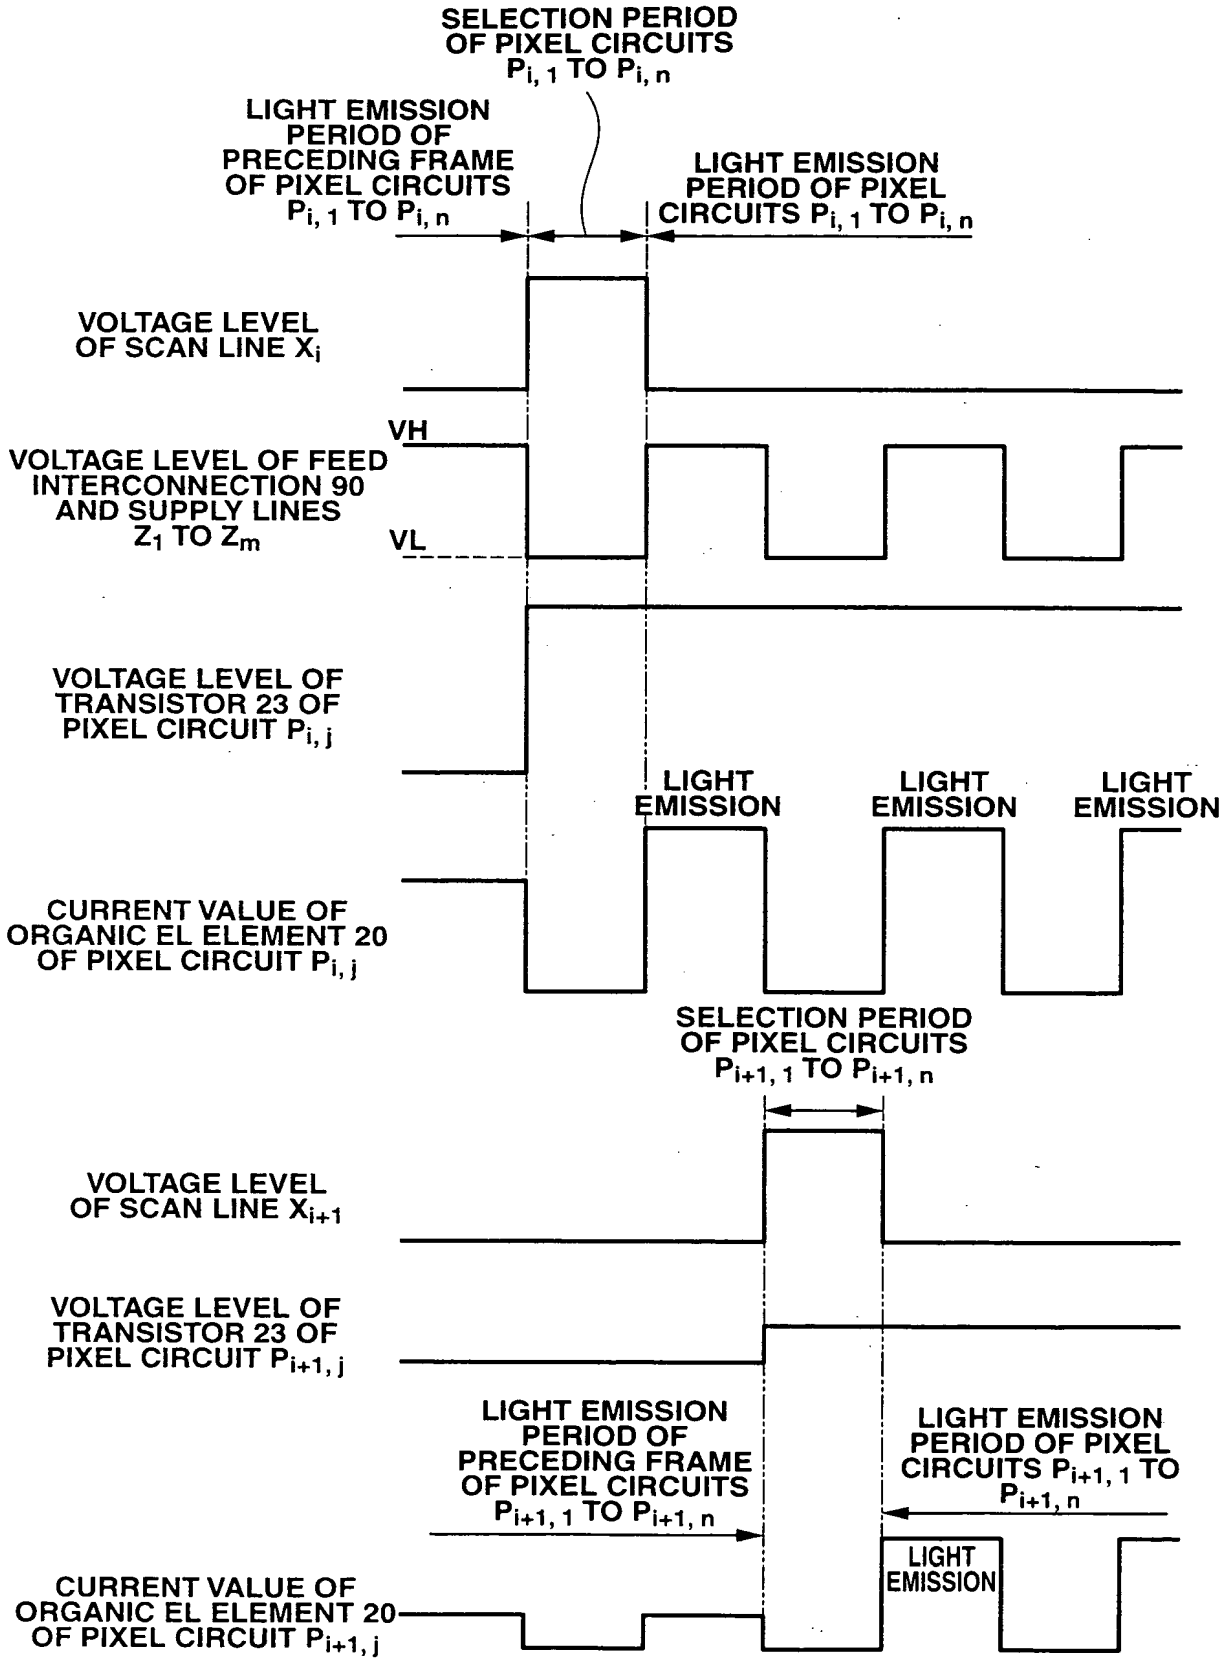 SELECTION PERIOD
OF PIXEL CIRCUITS
Pi, 1 TO Pi, n
LIGHT EMISSION
PERIOD OF
PRECEDING FRAME
OF PIXEL CIRCUITS
Pi, 1 TO Pi, n
LIGHT EMISSION
PERIOD OF PIXEL
CIRCUITS Pi, 1 TO Pi, n
VOLTAGE LEVEL
OF SCAN LINE Xi
VH
VOLTAGE LEVEL OF FEED
INTERCONNECTION 90
AND SUPPLY LINES
Z1 TO Zm
VL
VOLTAGE LEVEL OF
TRANSISTOR 23 OF
PIXEL CIRCUIT Pi, j
LIGHT
EMISSION
LIGHT
EMISSION
LIGHT
EMISSION
CURRENT VALUE OF
ORGANIC EL ELEMENT 20
OF PIXEL CIRCUIT Pi, j
SELECTION PERIOD
OF PIXEL CIRCUITS
Pi+1, 1 TO Pi+1, n
VOLTAGE LEVEL
OF SCAN LINE Xi+1
VOLTAGE LEVEL OF
TRANSISTOR 23 OF
PIXEL CIRCUIT Pi+1, j
LIGHT EMISSION
PERIOD OF
PRECEDING FRAME
OF PIXEL CIRCUITS
Pi+1, 1 TO Pi+1, n
LIGHT EMISSION
PERIOD OF PIXEL
CIRCUITS Pi+1, 1 TO
Pi+1, n
LIGHT
EMISSION
CURRENT VALUE OF
ORGANIC EL ELEMENT 20
OF PIXEL CIRCUIT Pi+1, j